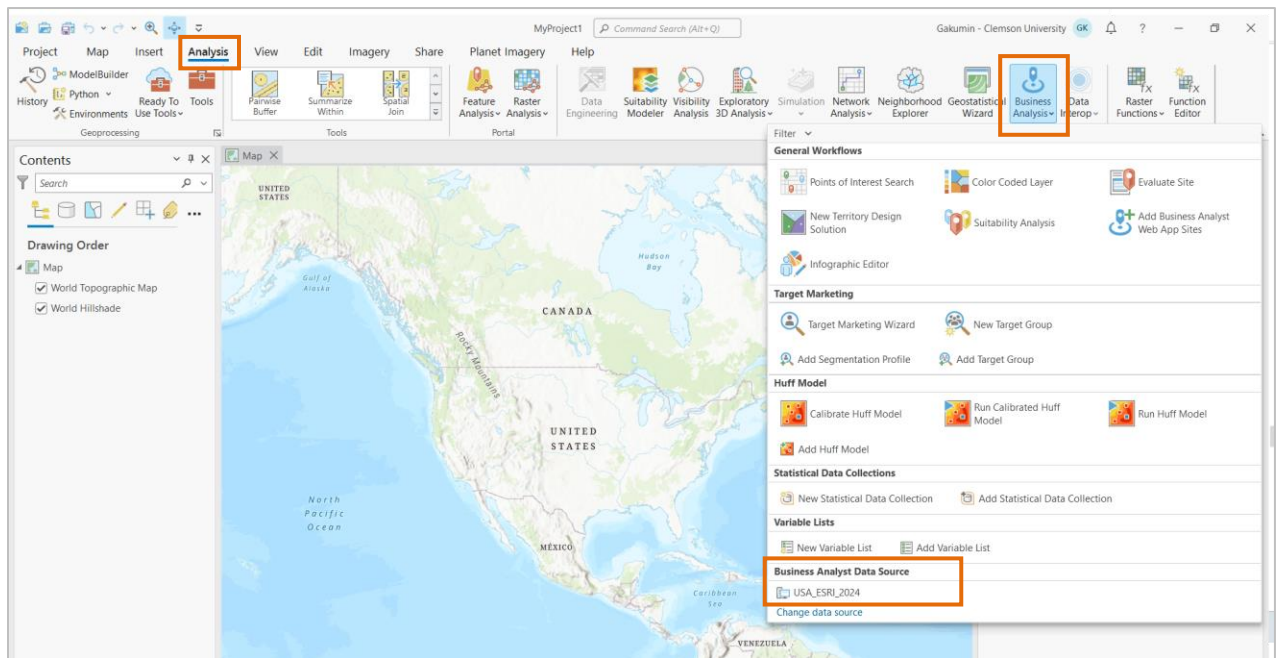 MyProject1
Command Search (Alt+Q)
Gakumin - Clemson University
GK
?
Project Map Insert Analysis View Edit Imagery Share Planet Imagery Help
ModelBuilder
Python
Environments
History
Ready To
Use Tools
Tools
Geoprocessing
Pairwise
Buffer
Summarize
Within
Spatial
Join
Tools
Feature
Analysis
Raster
Analysis
Portal
Data
Engineering
Suitability
Modeler
Visibility
Analysis
Exploratory
3D Analysis
Simulation
Network
Analysis
Neighborhood
Explorer
Geostatistical
Wizard
Business
Analysis
Data
Interop
Raster
Functions
Function
Editor
Contents
Search
Drawing Order
Map
World Topographic Map
World Hillshade
Map
UNITED
STATES
Gulf of
Alaska
Hudson
Bay
CANADA
Rocky Mountains
UNITED
STATES
North
Pacific
Ocean
MÉXICO
Caribbean
Sea
VENEZUELA
Filter
General Workflows
Points of Interest Search
Color Coded Layer
Evaluate Site
New Territory Design
Solution
Suitability Analysis
Add Business Analyst
Web App Sites
Infographic Editor
Target Marketing
Target Marketing Wizard
New Target Group
Add Segmentation Profile
Add Target Group
Huff Model
Calibrate Huff Model
Run Calibrated Huff
Model
Run Huff Model
Add Huff Model
Statistical Data Collections
New Statistical Data Collection
Add Statistical Data Collection
Variable Lists
New Variable List
Add Variable List
Business Analyst Data Source
USA_ESRI_2024
Change data source